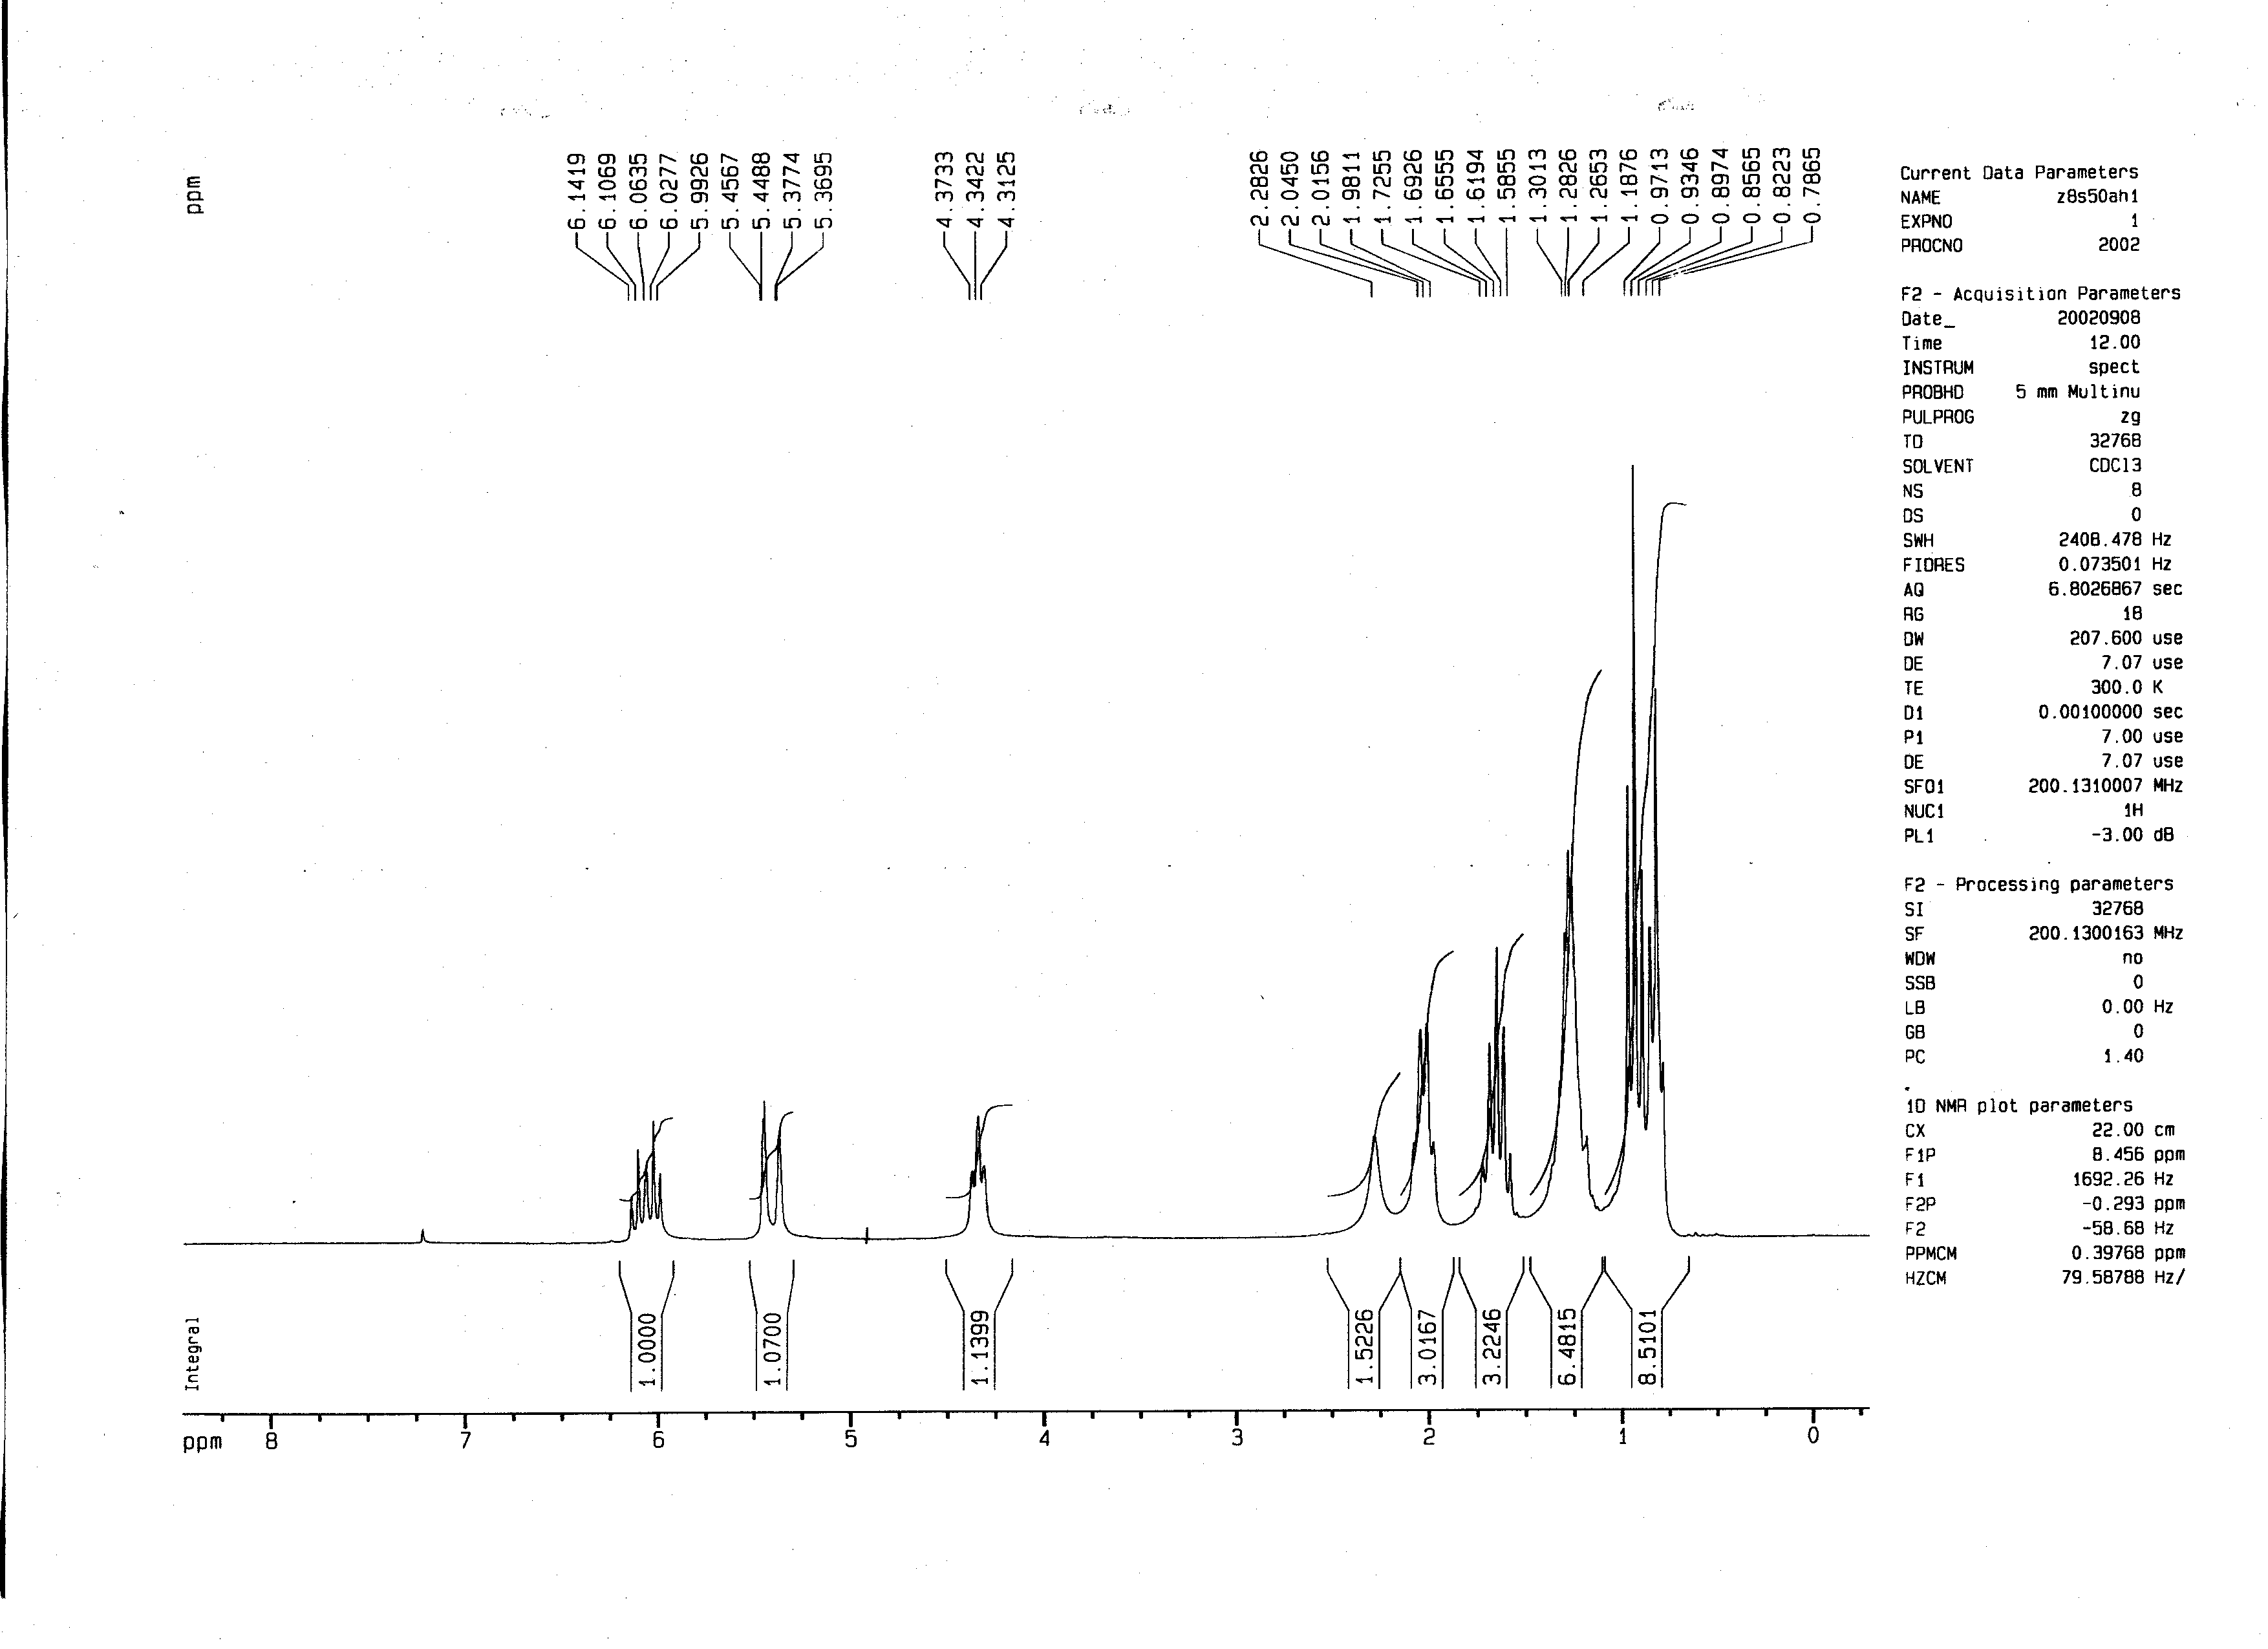 ppm
6.1419
6.1069
6.0635
6.0277
5.9926
5.4567
5.4488
5.3774
5.3695
4.3733
4.3422
4.3125
2.2826
2.0450
2.0156
1.9811
1.7255
1.6926
1.6555
1.6194
1.5855
1.3013
1.2826
1.2653
1.1876
0.9713
0.9346
0.8974
0.8565
0.8223
0.7865
Current Data Parameters
NAME z8s50ah1
EXPNO 1
PROCNO 2002
F2 - Acquisition Parameters
Date_ 20020908
Time 12.00
INSTRUM spect
PROBHD 5 mm Multinu
PULPROG zg
TD 32768
SOLVENT CDCl3
NS 8
DS 0
SWH 2408.478 Hz
FIDRES 0.073501 Hz
AQ 6.8026867 sec
RG 18
DW 207.600 use
DE 7.07 use
TE 300.0 K
D1 0.00100000 sec
P1 7.00 use
DE 7.07 use
SFO1 200.1310007 MHz
NUC1 1H
PL1 -3.00 dB
F2 - Processing parameters
SI 32768
SF 200.1300163 MHz
WDW no
SSB 0
LB 0.00 Hz
GB 0
PC 1.40
1D NMR plot parameters
CX 22.00 cm
F1P 8.456 ppm
F1 1692.26 Hz
F2P -0.293 ppm
F2 -58.68 Hz
PPMCM 0.39768 ppm
HZCM 79.58788 Hz/
Integral
1.0000
1.0700
1.1399
1.5226
3.0167
3.2246
6.4815
8.5101
ppm 8 7 6 5 4 3 2 1 0